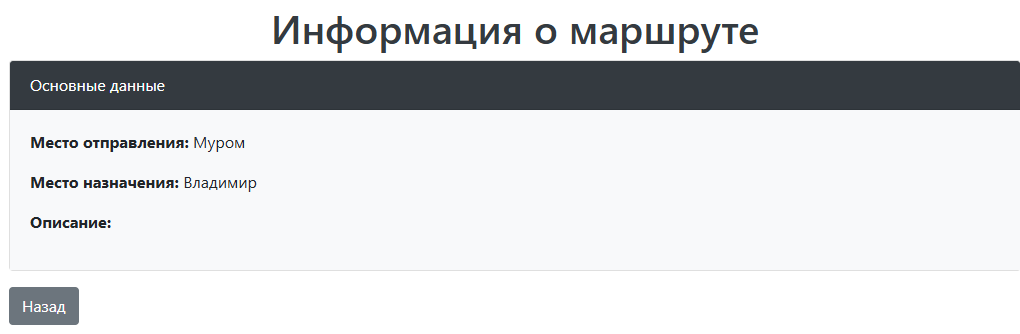 Информация о маршруте
Основные данные
Место отправления: Муром
Место назначения: Владимир
Описание:
Назад